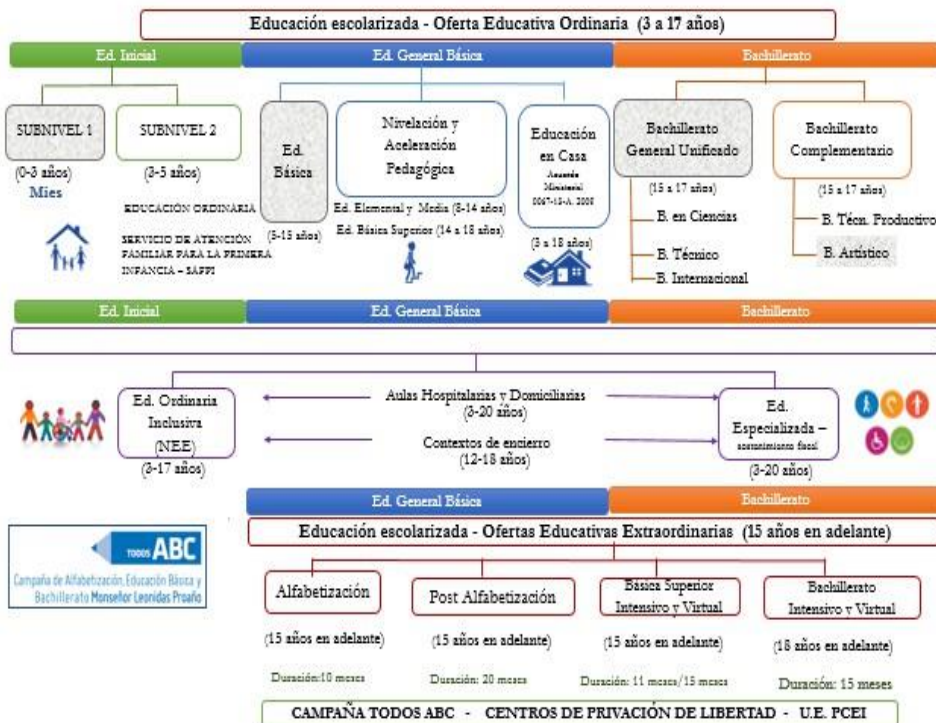 Educación escolarizada - Oferta Educativa Ordinaria (3 a 17 años)
Ed. Inicial
Ed. General Básica
Bachillerato
SUBNIVEL 1
(0-3 años)
Mies
SUBNIVEL 2
(3-5 años)
EDUCACIÓN ORDINARIA
SERVICIO DE ATENCIÓN
FAMILIAR PARA LA PRIMERA
INFANCIA – SAFPI
Ed.
Básica
(5-15 años)
Nivelación y
Aceleración
Pedagógica
Ed. Elemental y Media (8-14 años)
Ed. Básica Superior (14 a 18 años)
Educación
en Casa
Acuerdo
Ministerial
(3 a 18 años)
Bachillerato
General Unificado
(15 a 17 años)
B. en Ciencias
B. Técnico
B. Internacional
Bachillerato
Complementario
(15 a 17 años)
B. Técn. Productivo
B. Artístico
Ed. Inicial
Ed. General Básica
Bachillerato
Ed. Ordinaria
Inclusiva
(NEE)
(3-17 años)
Aulas Hospitalarias y Domiciliarias
(3-20 años)
Contextos de encierro
(12-18 años)
Ed.
Especializada –
sostenimiento fiscal
(3-20 años)
Ed. General Básica
Bachillerato
Educación escolarizada - Ofertas Educativas Extraordinarias (15 años en adelante)
TODOS ABC
Campaña de Alfabetización, Educación Básica y
Bachillerato Monseñor Leonidas Proaño
Alfabetización
(15 años en adelante)
Duración:10 meses
Post Alfabetización
(15 años en adelante)
Duración: 20 meses
Básica Superior
Intensivo y Virtual
(15 años en adelante)
Duración: 11 meses/15 meses
Bachillerato
Intensivo y Virtual
(18 años en adelante)
Duración: 15 meses
CAMPAÑA TODOS ABC - CENTROS DE PRIVACIÓN DE LIBERTAD - U.E. PCEI